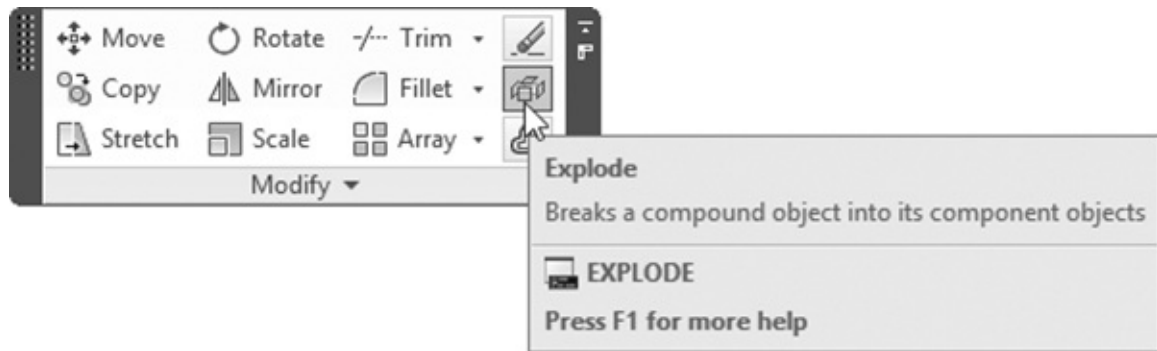 Move Rotate Trim
Copy Mirror Fillet
Stretch Scale Array
Modify
Explode
Breaks a compound object into its component objects
EXPLODE
Press F1 for more help